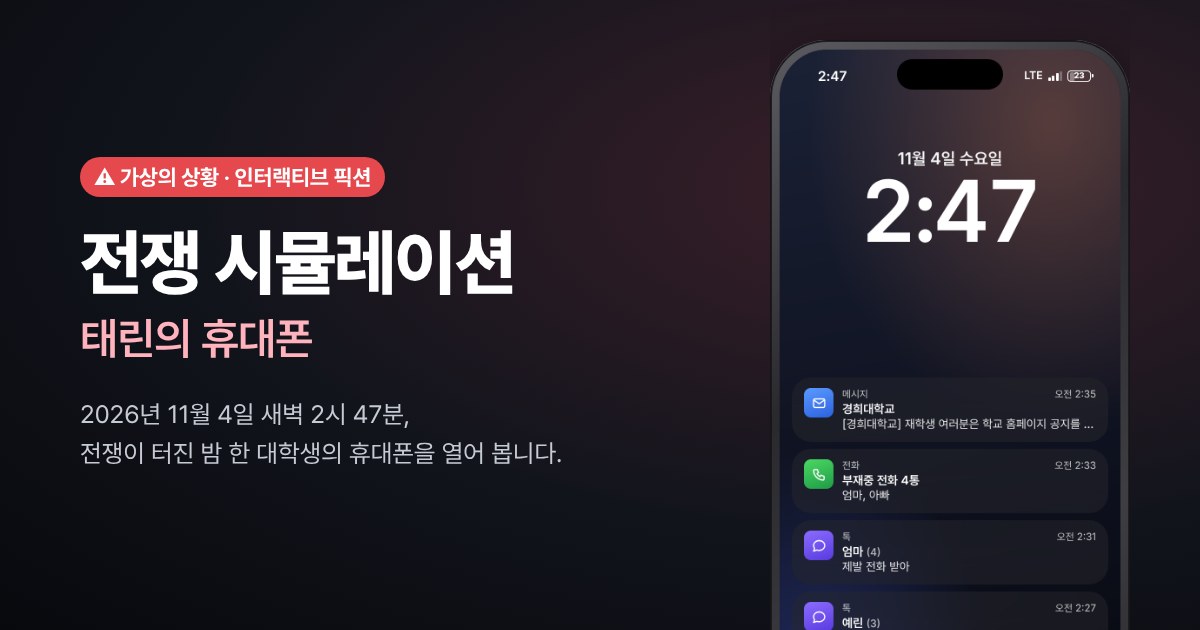 ⚠ 가상의 상황 · 인터랙티브 픽션
전쟁 시뮬레이션
태린의 휴대폰
2026년 11월 4일 새벽 2시 47분,
전쟁이 터진 밤 한 대학생의 휴대폰을 열어 봅니다.
2:47
LTE
23
11월 4일 수요일
2:47
메시지
오전 2:35
경희대학교
[경희대학교] 재학생 여러분은 학교 홈페이지 공지를 ...
전화
오전 2:33
부재중 전화 4통
엄마, 아빠
톡
오전 2:31
엄마 (4)
제발 전화 받아
톡
오전 2:27
예린 (3)